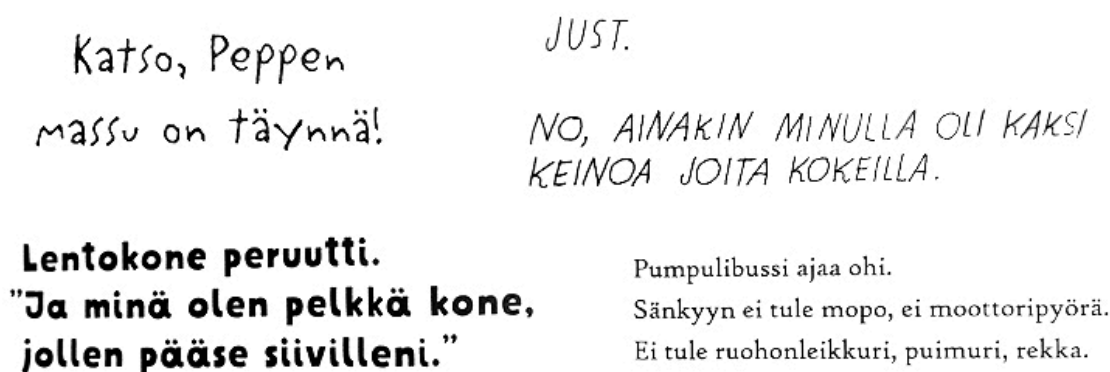 Katso, Peppen
massu on täynnä!
JUST.
NO, AINAKIN MINULLA OLI KAKSI
KEINOA JOITA KOKEILLA.
Lentokone peruutti.
"Ja minä olen pelkkä kone,
jollen pääse siivilleni."
Pumpulibussi ajaa ohi.
Sänkyyn ei tule mopo, ei moottoripyörä.
Ei tule ruohonleikkuri, puimuri, rekka.